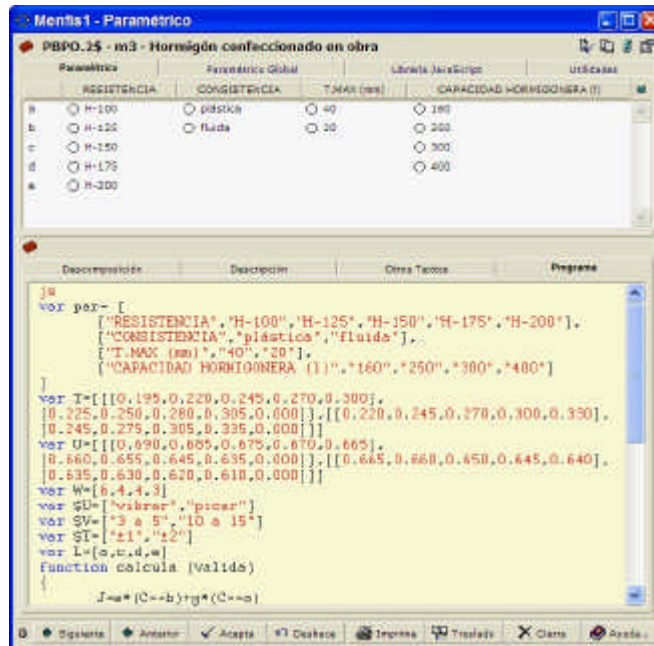 Menfis1 - Paramétrico
PBPO.2$ - m3 - Hormigón confeccionado en obra
Paramétrico Paramétrico Global Librería JavaScript Utilidades
RESISTENCIA CONSISTENCIA T.MAX (mm) CAPACIDAD HORMIGONERA (l)
a H-100 plástica 40 160
b H-125 fluida 20 250
c H-150 300
d H-175 400
e H-200
Descomposición Descripción Otros Textos Programa
js
var par= [
["RESISTENCIA","H-100","H-125","H-150","H-175","H-200"],
["CONSISTENCIA","plástica","fluida"],
["T.MAX (mm)","40","20"],
["CAPACIDAD HORMIGONERA (l)","160","250","300","400"]
]
var T=[[[0.195,0.220,0.245,0.270,0.300],
[0.225,0.250,0.280,0.305,0.000]],[[0.220,0.245,0.270,0.300,0.330],
[0.245,0.275,0.305,0.335,0.000]]]
var U=[[[0.690,0.685,0.675,0.670,0.665],
[0.660,0.655,0.645,0.635,0.000]],[[0.665,0.660,0.650,0.645,0.640],
[0.635,0.630,0.620,0.610,0.000]]]
var W=[6,4,4,3]
var $U=["vibrar","picar"]
var $V=["3 a 5","10 a 15"]
var $T=["±1","±2"]
var L=[a,c,d,e]
function calcula (valida)
{
Siguiente Anterior Acepta Deshace Imprime Traslada Cierra Ayuda